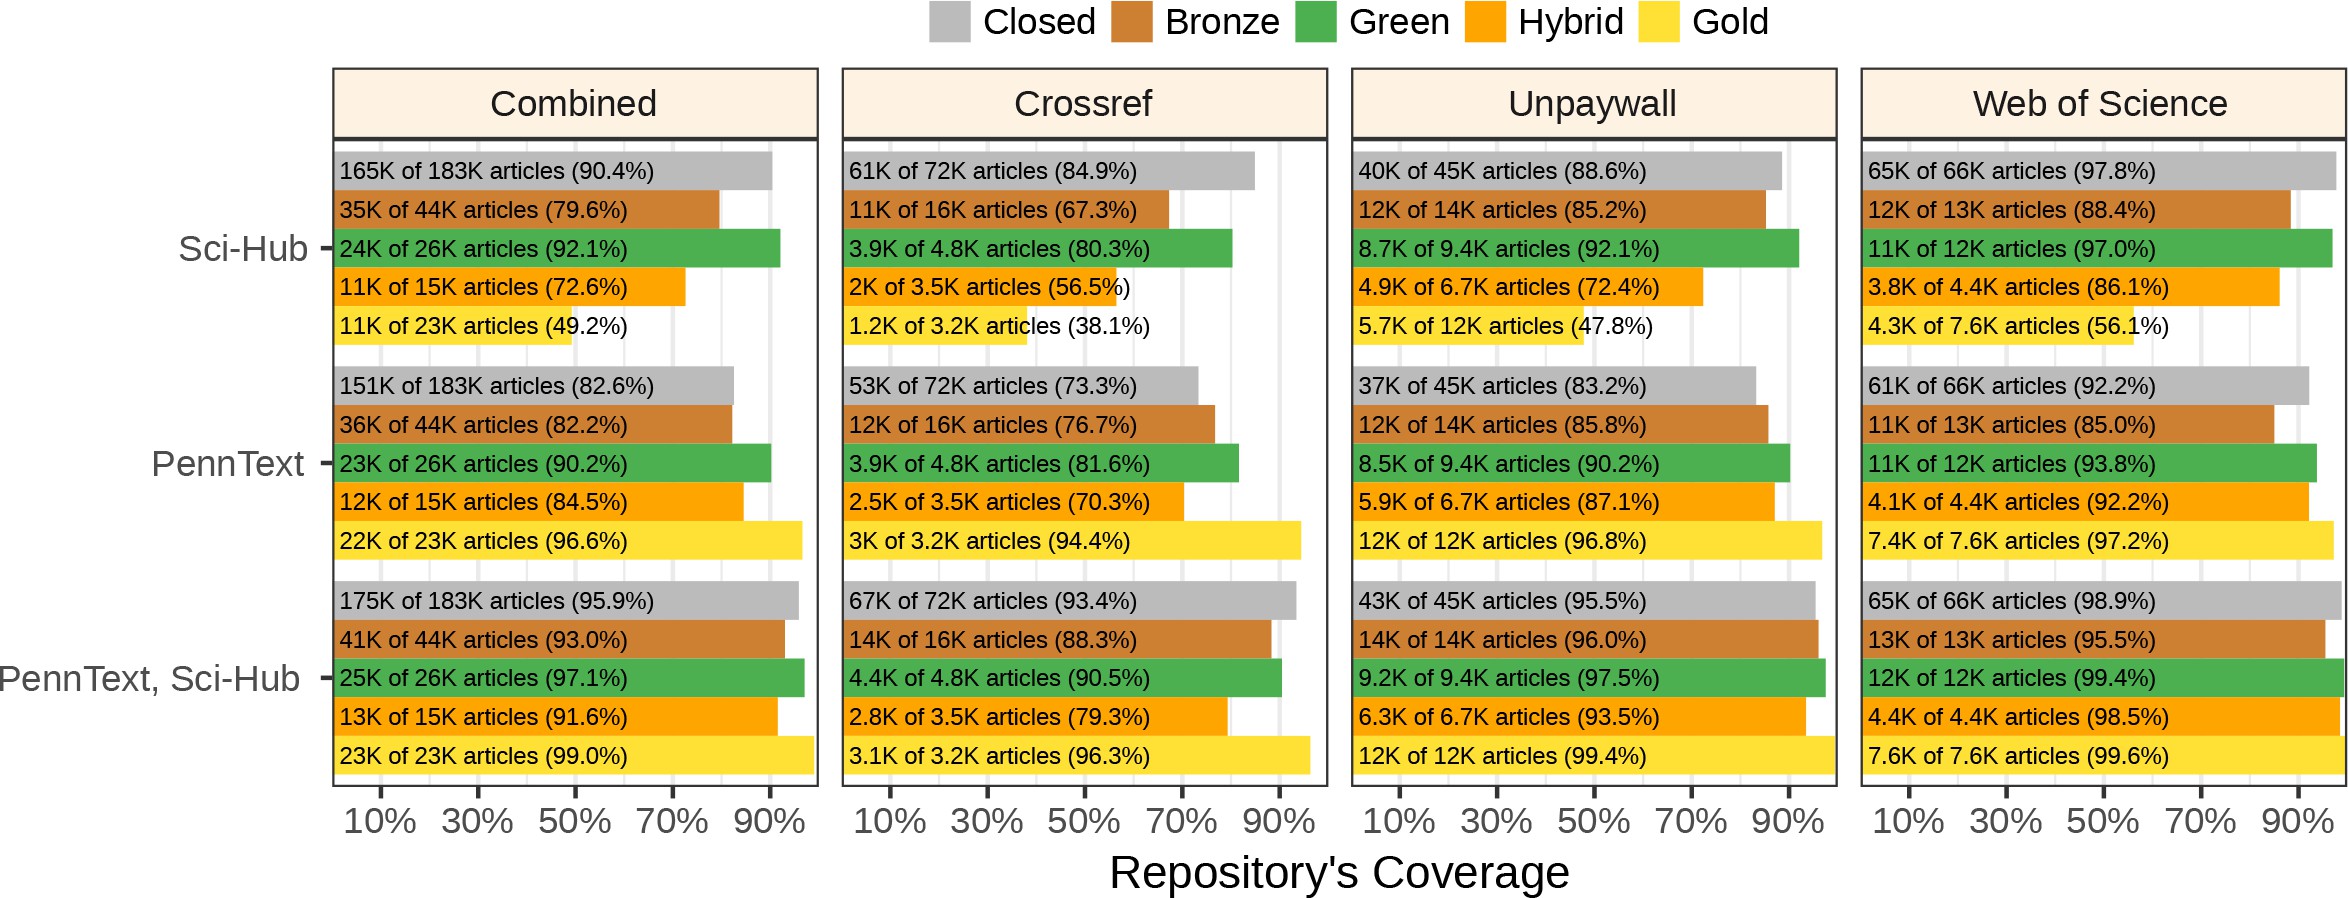 Closed Bronze Green Hybrid Gold
Combined
Crossref
Unpaywall
Web of Science
Sci-Hub
165K of 183K articles (90.4%)
35K of 44K articles (79.6%)
24K of 26K articles (92.1%)
11K of 15K articles (72.6%)
11K of 23K articles (49.2%)
61K of 72K articles (84.9%)
11K of 16K articles (67.3%)
3.9K of 4.8K articles (80.3%)
2K of 3.5K articles (56.5%)
1.2K of 3.2K articles (38.1%)
40K of 45K articles (88.6%)
12K of 14K articles (85.2%)
8.7K of 9.4K articles (92.1%)
4.9K of 6.7K articles (72.4%)
5.7K of 12K articles (47.8%)
65K of 66K articles (97.8%)
12K of 13K articles (88.4%)
11K of 12K articles (97.0%)
3.8K of 4.4K articles (86.1%)
4.3K of 7.6K articles (56.1%)
PennText
151K of 183K articles (82.6%)
36K of 44K articles (82.2%)
23K of 26K articles (90.2%)
12K of 15K articles (84.5%)
22K of 23K articles (96.6%)
53K of 72K articles (73.3%)
12K of 16K articles (76.7%)
3.9K of 4.8K articles (81.6%)
2.5K of 3.5K articles (70.3%)
3K of 3.2K articles (94.4%)
37K of 45K articles (83.2%)
12K of 14K articles (85.8%)
8.5K of 9.4K articles (90.2%)
5.9K of 6.7K articles (87.1%)
12K of 12K articles (96.8%)
61K of 66K articles (92.2%)
11K of 13K articles (85.0%)
11K of 12K articles (93.8%)
4.1K of 4.4K articles (92.2%)
7.4K of 7.6K articles (97.2%)
PennText, Sci-Hub
175K of 183K articles (95.9%)
41K of 44K articles (93.0%)
25K of 26K articles (97.1%)
13K of 15K articles (91.6%)
23K of 23K articles (99.0%)
67K of 72K articles (93.4%)
14K of 16K articles (88.3%)
4.4K of 4.8K articles (90.5%)
2.8K of 3.5K articles (79.3%)
3.1K of 3.2K articles (96.3%)
43K of 45K articles (95.5%)
14K of 14K articles (96.0%)
9.2K of 9.4K articles (97.5%)
6.3K of 6.7K articles (93.5%)
12K of 12K articles (99.4%)
65K of 66K articles (98.9%)
13K of 13K articles (95.5%)
12K of 12K articles (99.4%)
4.4K of 4.4K articles (98.5%)
7.6K of 7.6K articles (99.6%)
10% 30% 50% 70% 90%
10% 30% 50% 70% 90%
10% 30% 50% 70% 90%
10% 30% 50% 70% 90%
Repository's Coverage